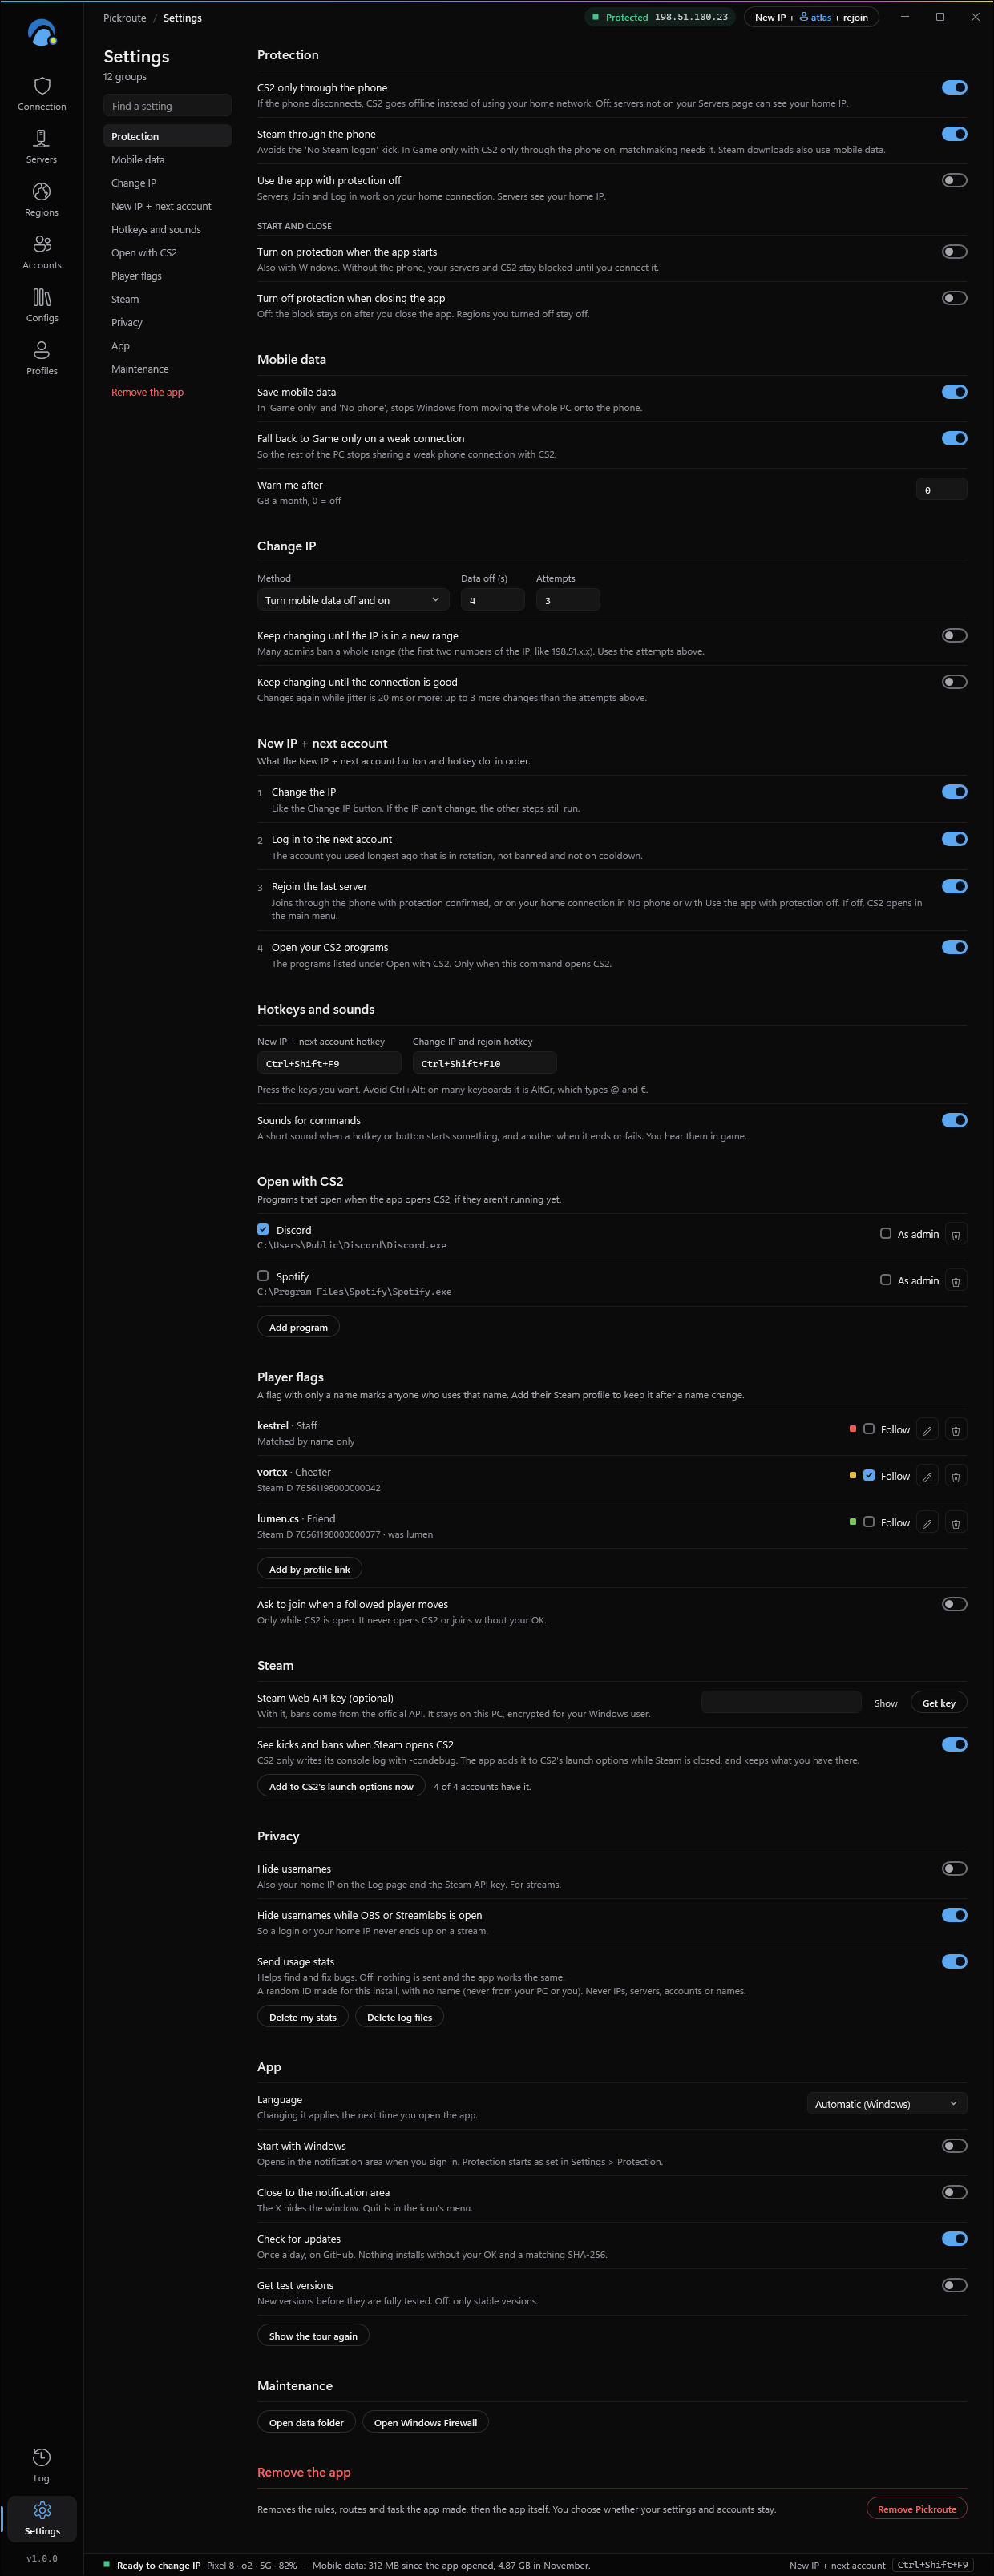 Pickroute / Settings
Protected 198.51.100.23
New IP + atlas + rejoin
Connection
Servers
Regions
Accounts
Configs
Profiles
Log
Settings
v1.0.0
Settings
12 groups
Find a setting
Protection
Mobile data
Change IP
New IP + next account
Hotkeys and sounds
Open with CS2
Player flags
Steam
Privacy
App
Maintenance
Remove the app
Protection
CS2 only through the phone
If the phone disconnects, CS2 goes offline instead of using your home network. Off: servers not on your Servers page can see your home IP.
Steam through the phone
Avoids the 'No Steam logon' kick. In Game only with CS2 only through the phone on, matchmaking needs it. Steam downloads also use mobile data.
Use the app with protection off
Servers, Join and Log in work on your home connection. Servers see your home IP.
START AND CLOSE
Turn on protection when the app starts
Also with Windows. Without the phone, your servers and CS2 stay blocked until you connect it.
Turn off protection when closing the app
Off: the block stays on after you close the app. Regions you turned off stay off.
Mobile data
Save mobile data
In 'Game only' and 'No phone', stops Windows from moving the whole PC onto the phone.
Fall back to Game only on a weak connection
So the rest of the PC stops sharing a weak phone connection with CS2.
Warn me after
GB a month, 0 = off
0
Change IP
Method
Data off (s)
Attempts
Turn mobile data off and on
4
3
Keep changing until the IP is in a new range
Many admins ban a whole range (the first two numbers of the IP, like 198.51.x.x). Uses the attempts above.
Keep changing until the connection is good
Changes again while jitter is 20 ms or more: up to 3 more changes than the attempts above.
New IP + next account
What the New IP + next account button and hotkey do, in order.
1 Change the IP
Like the Change IP button. If the IP can't change, the other steps still run.
2 Log in to the next account
The account you used longest ago that is in rotation, not banned and not on cooldown.
3 Rejoin the last server
Joins through the phone with protection confirmed, or on your home connection in No phone or with Use the app with protection off. If off, CS2 opens in
the main menu.
4 Open your CS2 programs
The programs listed under Open with CS2. Only when this command opens CS2.
Hotkeys and sounds
New IP + next account hotkey
Change IP and rejoin hotkey
Ctrl+Shift+F9
Ctrl+Shift+F10
Press the keys you want. Avoid Ctrl+Alt: on many keyboards it is AltGr, which types @ and €.
Sounds for commands
A short sound when a hotkey or button starts something, and another when it ends or fails. You hear them in game.
Open with CS2
Programs that open when the app opens CS2, if they aren't running yet.
Discord
C:\Users\Public\Discord\Discord.exe
As admin
Spotify
C:\Program Files\Spotify\Spotify.exe
As admin
Add program
Player flags
A flag with only a name marks anyone who uses that name. Add their Steam profile to keep it after a name change.
kestrel · Staff
Matched by name only
Follow
vortex · Cheater
SteamID 76561198000000042
Follow
lumen.cs · Friend
SteamID 76561198000000077 · was lumen
Follow
Add by profile link
Ask to join when a followed player moves
Only while CS2 is open. It never opens CS2 or joins without your OK.
Steam
Steam Web API key (optional)
With it, bans come from the official API. It stays on this PC, encrypted for your Windows user.
Show
Get key
See kicks and bans when Steam opens CS2
CS2 only writes its console log with -condebug. The app adds it to CS2's launch options while Steam is closed, and keeps what you have there.
Add to CS2's launch options now
4 of 4 accounts have it.
Privacy
Hide usernames
Also your home IP on the Log page and the Steam API key. For streams.
Hide usernames while OBS or Streamlabs is open
So a login or your home IP never ends up on a stream.
Send usage stats
Helps find and fix bugs. Off: nothing is sent and the app works the same.
A random ID made for this install, with no name (never from your PC or you). Never IPs, servers, accounts or names.
Delete my stats
Delete log files
App
Language
Changing it applies the next time you open the app.
Automatic (Windows)
Start with Windows
Opens in the notification area when you sign in. Protection starts as set in Settings > Protection.
Close to the notification area
The X hides the window. Quit is in the icon's menu.
Check for updates
Once a day, on GitHub. Nothing installs without your OK and a matching SHA-256.
Get test versions
New versions before they are fully tested. Off: only stable versions.
Show the tour again
Maintenance
Open data folder
Open Windows Firewall
Remove the app
Removes the rules, routes and task the app made, then the app itself. You choose whether your settings and accounts stay.
Remove Pickroute
Ready to change IP Pixel 8 · o2 · 5G · 82% · Mobile data: 312 MB since the app opened, 4.87 GB in November.
New IP + next account Ctrl+Shift+F9